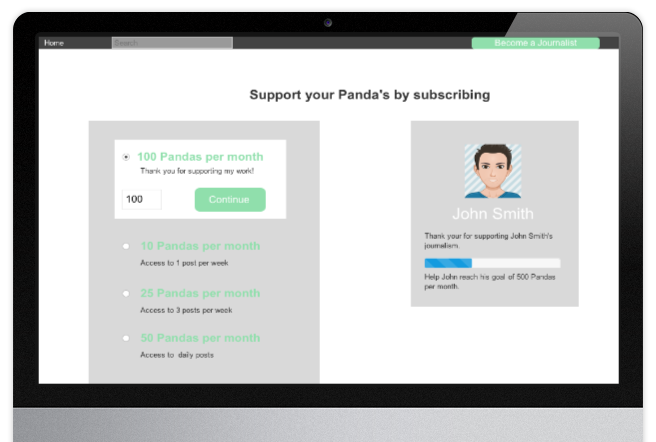 Home
Search
Become a Journalist
Support your Panda's by subscribing
100 Pandas per month
Thank you for supporting my work!
100
Continue
10 Pandas per month
Access to 1 post per week
25 Pandas per month
Access to 3 posts per week
50 Pandas per month
Access to daily posts
John Smith
Thank your for supporting John Smith's
journalism.
Help John reach his goal of 500 Pandas
per month.